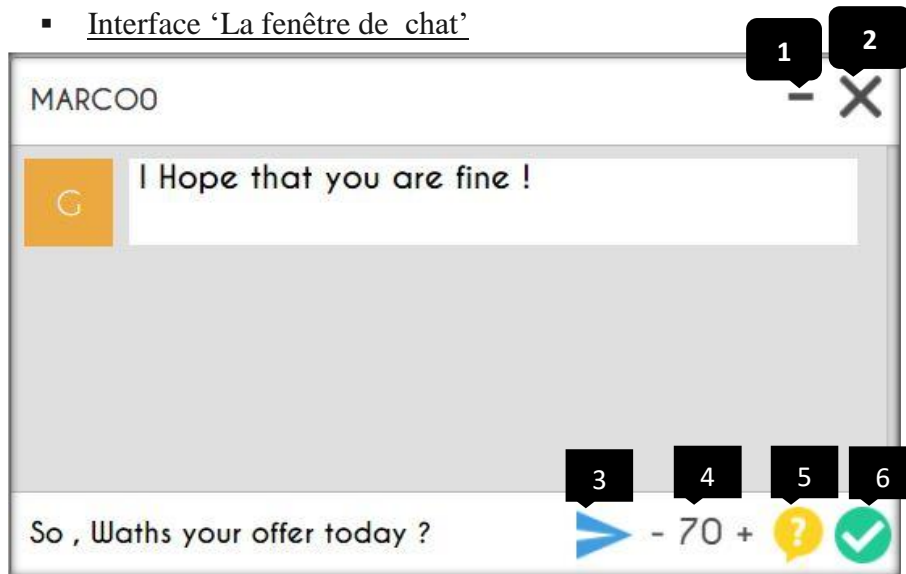 ▪ Interface ‘La fenêtre de chat’
1 2
MARCO0
G I Hope that you are fine !
3 4 5 6
So , Waths your offer today ? - 70 + ?